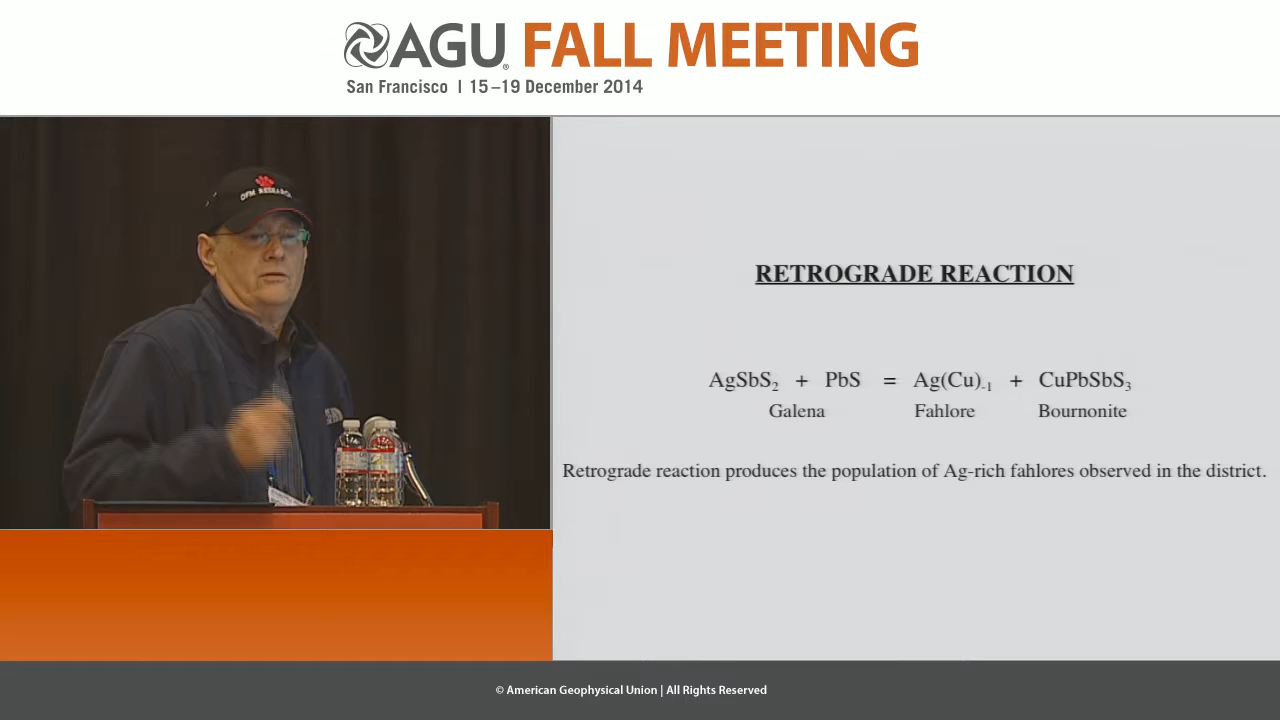 AGU® FALL MEETING
San Francisco | 15–19 December 2014
OFM RESEARCH
RETROGRADE REACTION
AgSbS₂ + PbS = Ag(Cu)₋₁ + CuPbSbS₃
Galena Fahlore Bournonite
Retrograde reaction produces the population of Ag-rich fahlores observed in the district.
© American Geophysical Union | All Rights Reserved